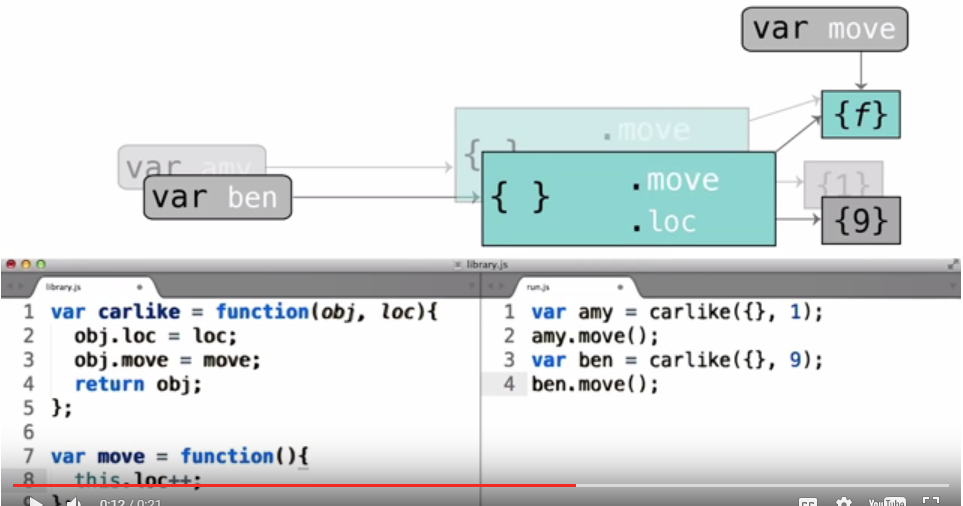 var move
{f}
.move
{ }
var amy
var ben
{ } .move
.loc
{1}
{9}
library.js
library.js
1 var carlike = function(obj, loc){
2 obj.loc = loc;
3 obj.move = move;
4 return obj;
5 };
6
7 var move = function(){
8 this.loc++;
9 }
run.js
1 var amy = carlike({}, 1);
2 amy.move();
3 var ben = carlike({}, 9);
4 ben.move();
0:12 / 0:21
CC
YouTube